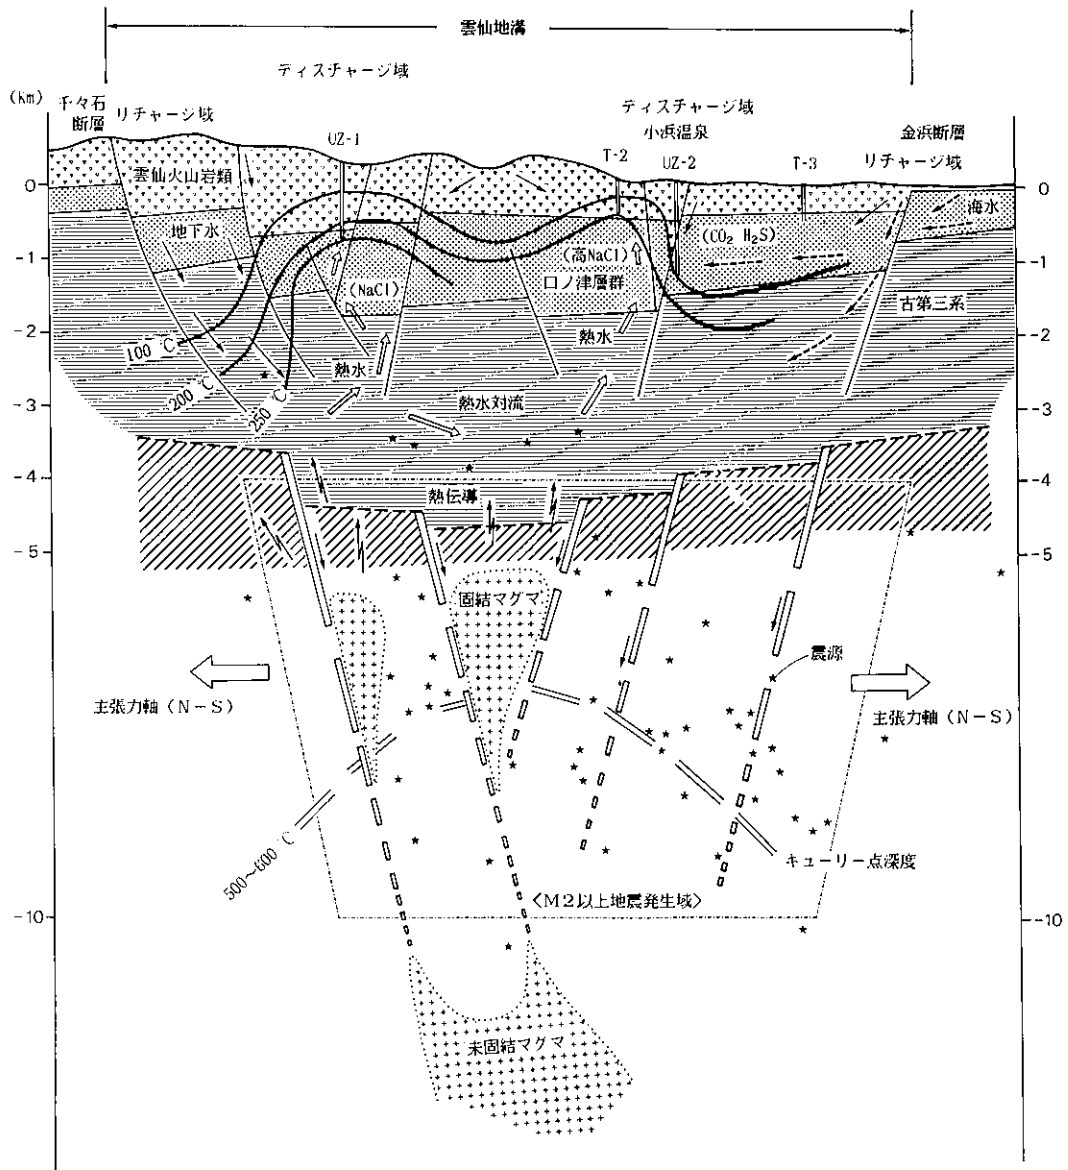 雲仙地溝
ディスチャージ域
(km)
千々石
断層
リチャージ域
UZ-1
ディスチャージ域
小浜温泉
T-2
UZ-2
T-3
金浜断層
リチャージ域
0
雲仙火山岩類
地下水
海水
0
-1
(NaCl)
(高NaCl)
口ノ津層群
(CO₂ H₂S)
-1
古第三系
-2
100 ℃
200 ℃
250 ℃
熱水
熱水
-2
-3
熱水対流
-3
-4
熱伝導
-4
-5
-5
固結マグマ
震源
主張力軸(N-S)
主張力軸(N-S)
500~600 ℃
キューリー点深度
<M2以上地震発生域>
-10
-10
未固結マグマ